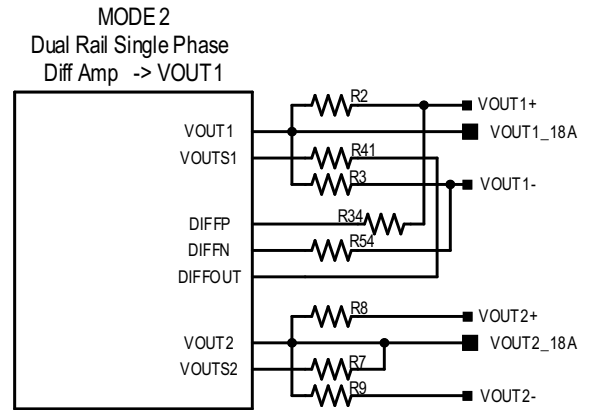 MODE 2
Dual Rail Single Phase
Diff Amp -> VOUT1
R2
VOUT1+
VOUT1
VOUT1_18A
VOUTS1
R41
R3
VOUT1-
DIFFP
R34
DIFFN
R54
DIFFOUT
R8
VOUT2+
VOUT2
VOUT2_18A
VOUTS2
R7
R9
VOUT2-